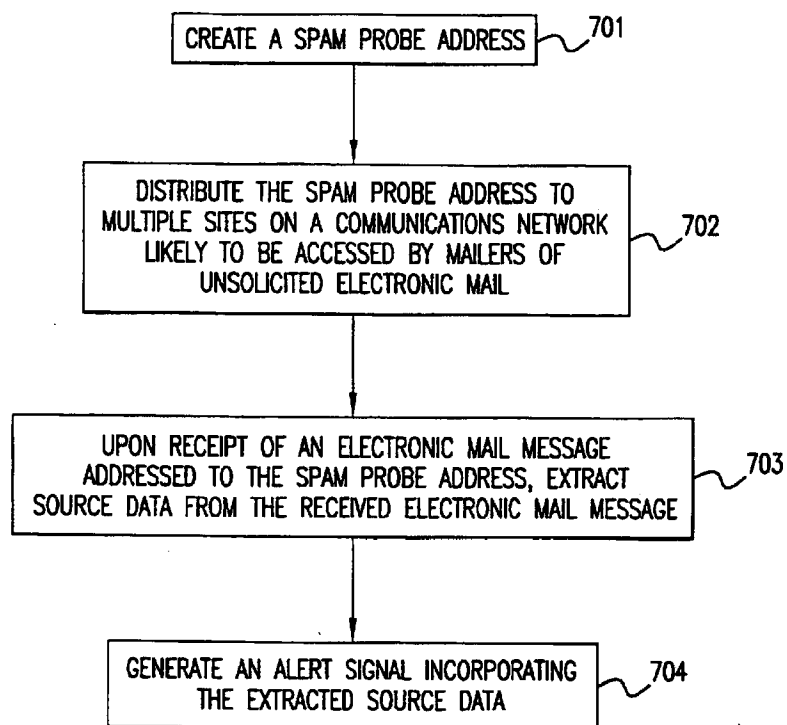 CREATE A SPAM PROBE ADDRESS
701
DISTRIBUTE THE SPAM PROBE ADDRESS TO
MULTIPLE SITES ON A COMMUNICATIONS NETWORK
LIKELY TO BE ACCESSED BY MAILERS OF
UNSOLICITED ELECTRONIC MAIL
702
UPON RECEIPT OF AN ELECTRONIC MAIL MESSAGE
ADDRESSED TO THE SPAM PROBE ADDRESS, EXTRACT
SOURCE DATA FROM THE RECEIVED ELECTRONIC MAIL MESSAGE
703
GENERATE AN ALERT SIGNAL INCORPORATING
THE EXTRACTED SOURCE DATA
704